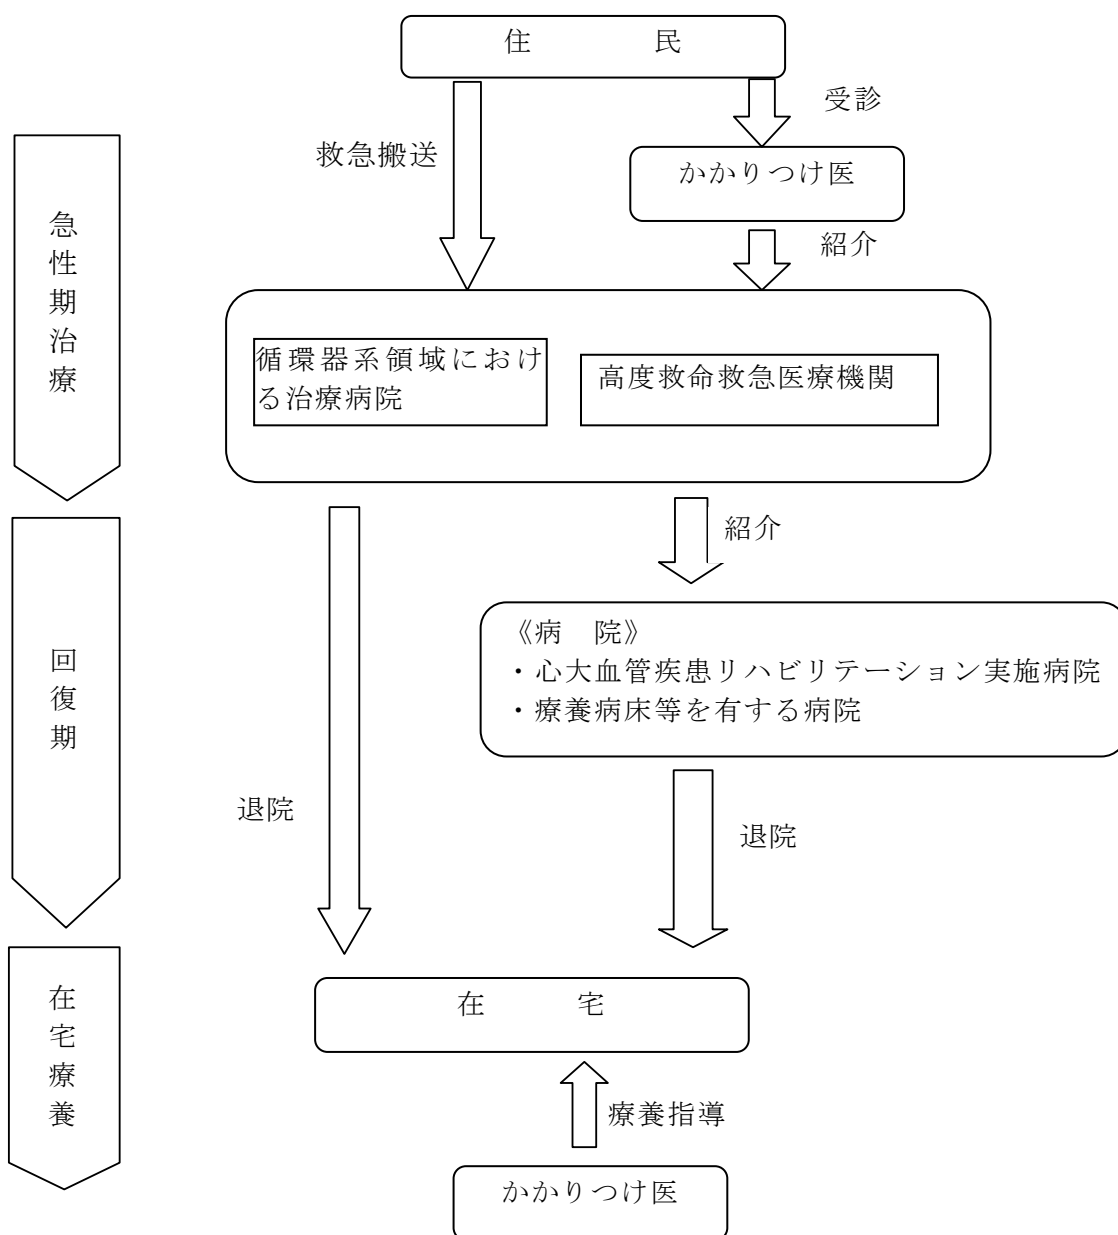 住　民
受診
救急搬送
かかりつけ医
紹介
急性期治療
循環器系領域におけ
る治療病院
高度救命救急医療機関
紹介
回復期
《病　院》
・心大血管疾患リハビリテーション実施病院
・療養病床等を有する病院
退院
退院
在宅療養
在　宅
療養指導
かかりつけ医